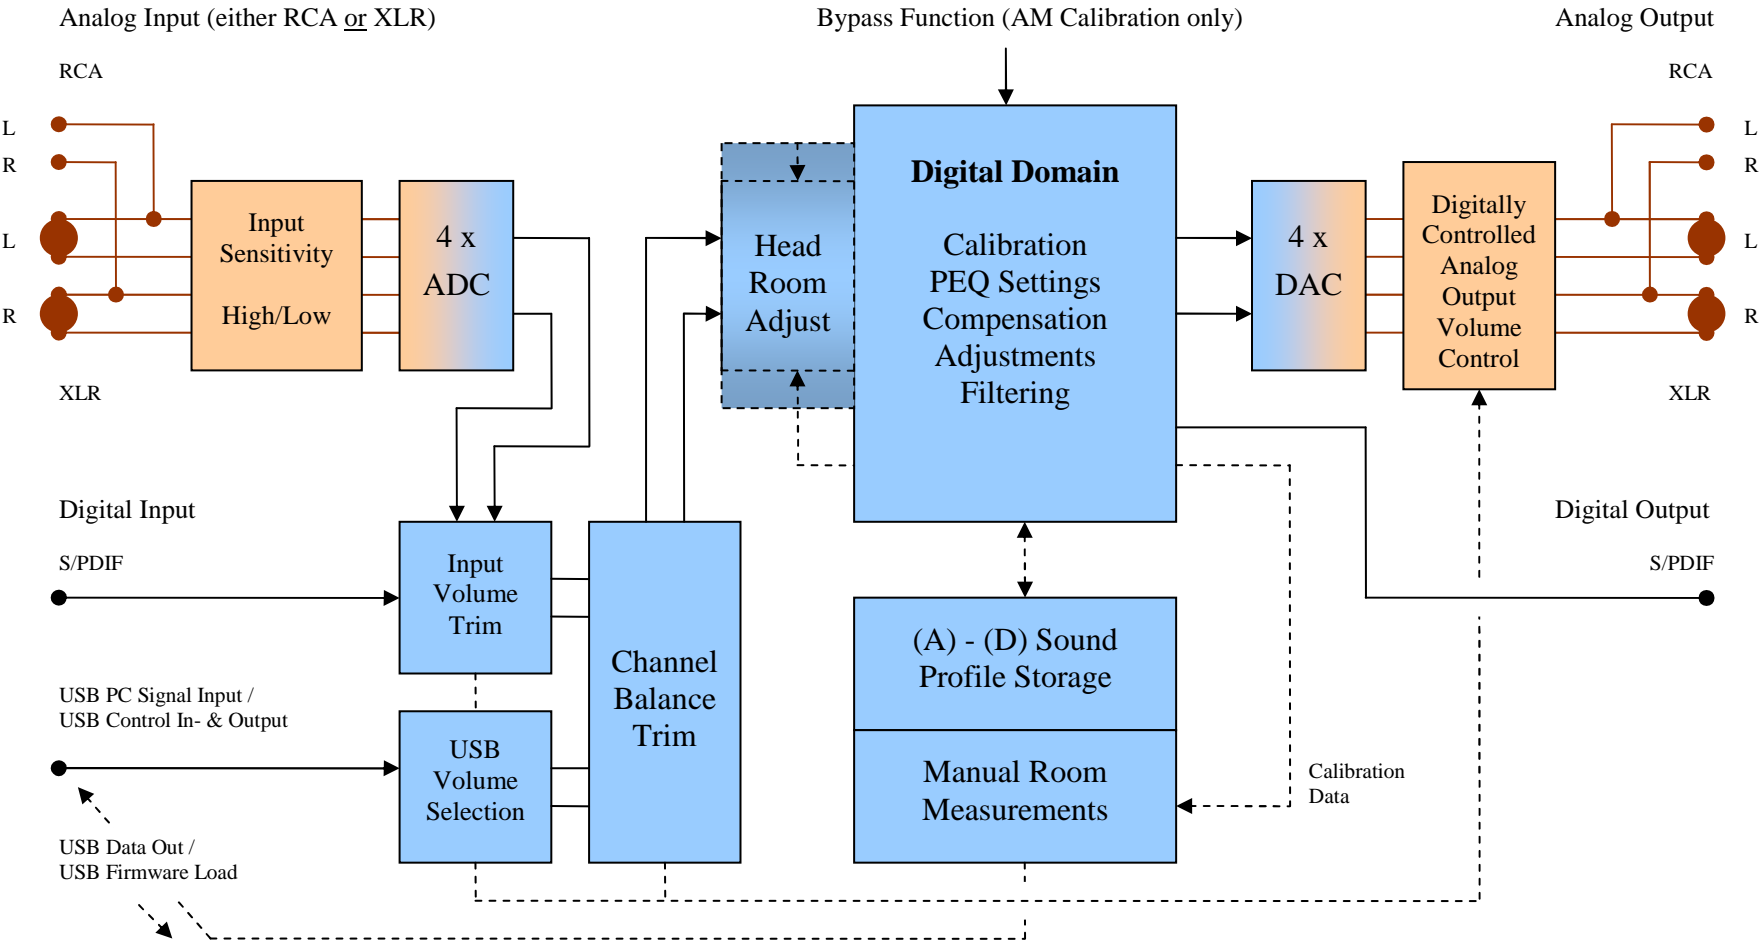 Analog Input (either RCA or XLR)
Bypass Function (AM Calibration only)
Analog Output
RCA
RCA
L
R
L
R
L
R
L
R
Input
Sensitivity
High/Low
4 x
ADC
Head
Room
Adjust
Digital Domain
Calibration
PEQ Settings
Compensation
Adjustments
Filtering
4 x
DAC
Digitally
Controlled
Analog
Output
Volume
Control
XLR
XLR
Digital Input
Digital Output
S/PDIF
S/PDIF
Input
Volume
Trim
Channel
Balance
Trim
(A) - (D) Sound
Profile Storage
USB PC Signal Input /
USB Control In- & Output
USB
Volume
Selection
Manual Room
Measurements
Calibration
Data
USB Data Out /
USB Firmware Load